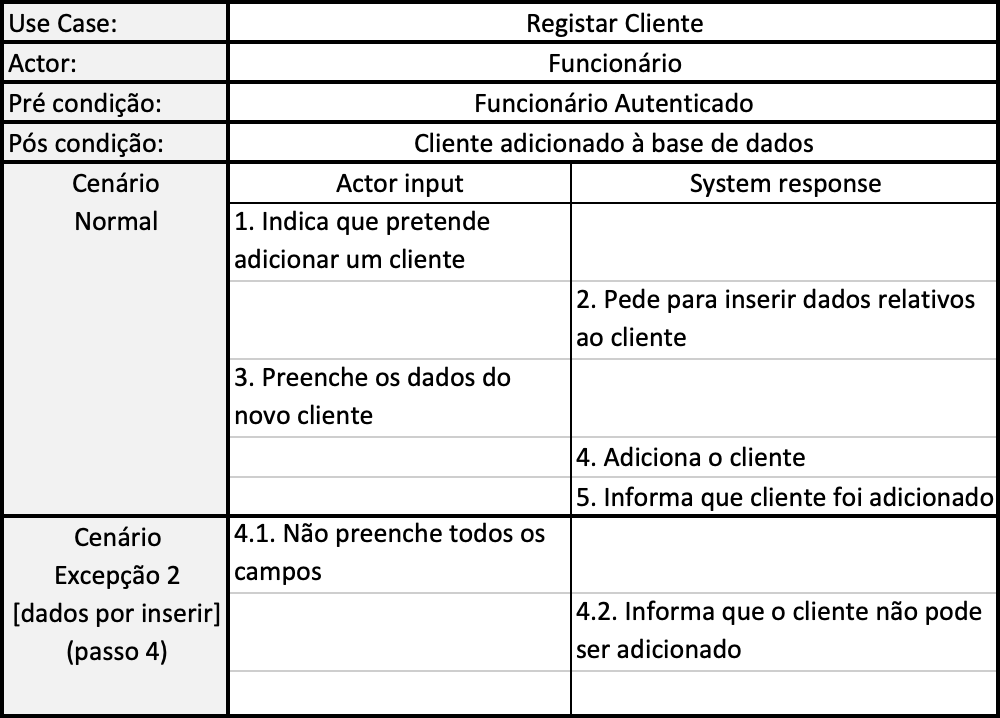 Use Case:
Registar Cliente
Actor:
Funcionário
Pré condição:
Funcionário Autenticado
Pós condição:
Cliente adicionado à base de dados
Cenário
Normal
Actor input
System response
1. Indica que pretende
adicionar um cliente
2. Pede para inserir dados relativos
ao cliente
3. Preenche os dados do
novo cliente
4. Adiciona o cliente
5. Informa que cliente foi adicionado
Cenário
Excepção 2
[dados por inserir]
(passo 4)
4.1. Não preenche todos os
campos
4.2. Informa que o cliente não pode
ser adicionado